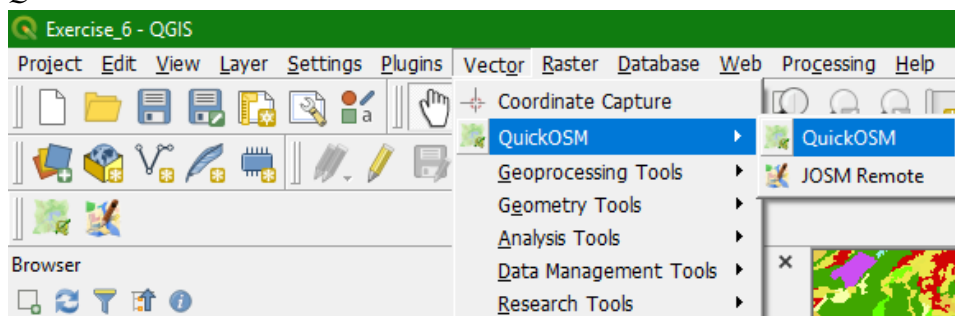 Exercise_6 - QGIS
Project Edit View Layer Settings Plugins Vector Raster Database Web Processing Help
Coordinate Capture
QuickOSM QuickOSM
Geoprocessing Tools JOSM Remote
Geometry Tools
Analysis Tools
Browser
Data Management Tools
Research Tools